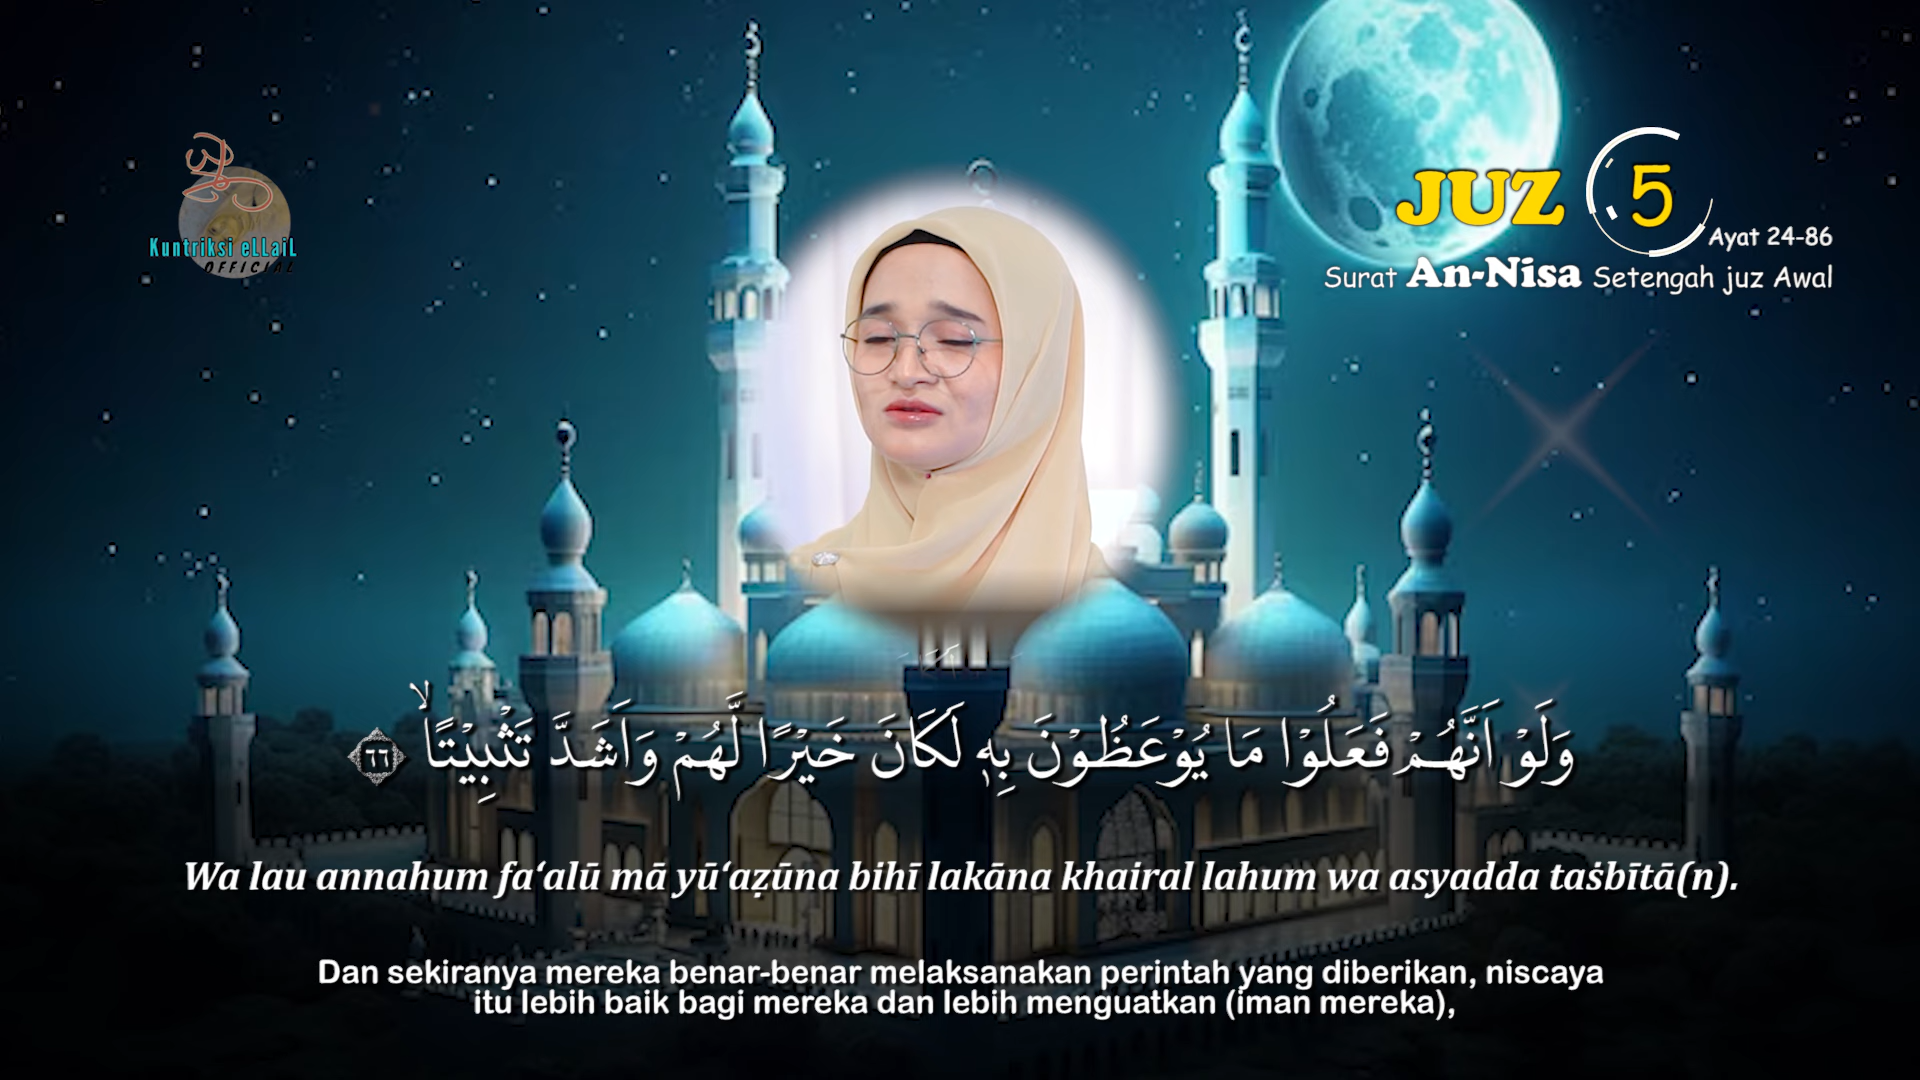 Kuntriksi eLLaiL
OFFICIAL
JUZ 5
Ayat 24-86
Surat An-Nisa Setengah juz Awal
وَلَوْ اَنَّهُمْ فَعَلُوْا مَا يُوْعَظُوْنَ بِهٖ لَكَانَ خَيْرًا لَّهُمْ وَاَشَدَّ تَثْبِيْتًاۙ ٦٦
Wa lau annahum fa‘alū mā yū‘aẓūna bihī lakāna khairal lahum wa asyadda taṡbītā(n).
Dan sekiranya mereka benar-benar melaksanakan perintah yang diberikan, niscaya
itu lebih baik bagi mereka dan lebih menguatkan (iman mereka),